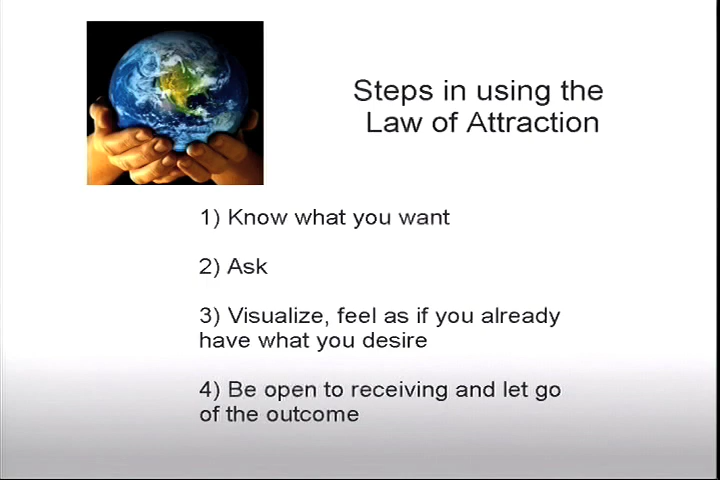 Steps in using the
Law of Attraction
1) Know what you want
2) Ask
3) Visualize, feel as if you already
have what you desire
4) Be open to receiving and let go
of the outcome